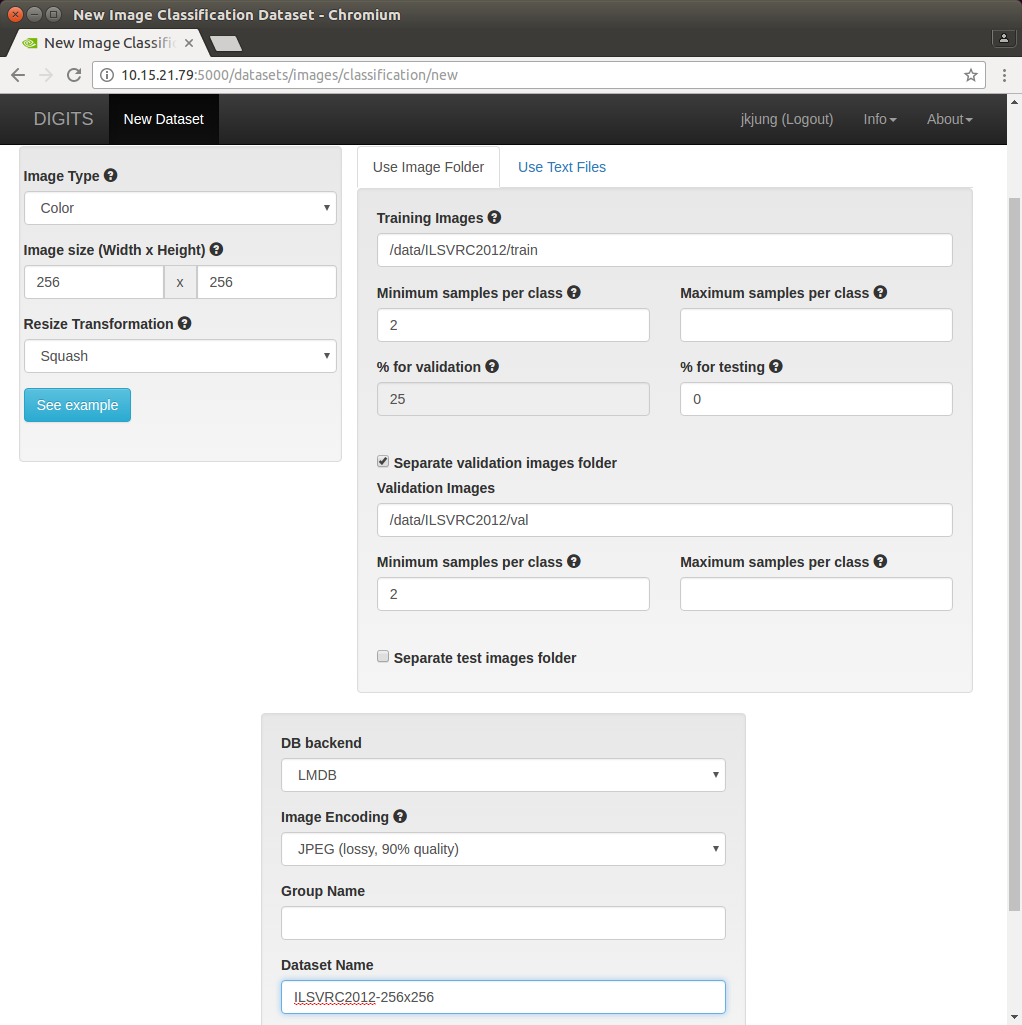 New Image Classification Dataset - Chromium
New Image Classifi
10.15.21.79:5000/datasets/images/classification/new
DIGITS New Dataset jkjung (Logout) Info About
Image Type
Color
Image size (Width x Height)
256 x 256
Resize Transformation
Squash
See example
Use Image Folder Use Text Files
Training Images
/data/ILSVRC2012/train
Minimum samples per class Maximum samples per class
2
% for validation % for testing
25 0
Separate validation images folder
Validation Images
/data/ILSVRC2012/val
Minimum samples per class Maximum samples per class
2
Separate test images folder
DB backend
LMDB
Image Encoding
JPEG (lossy, 90% quality)
Group Name
Dataset Name
ILSVRC2012-256x256